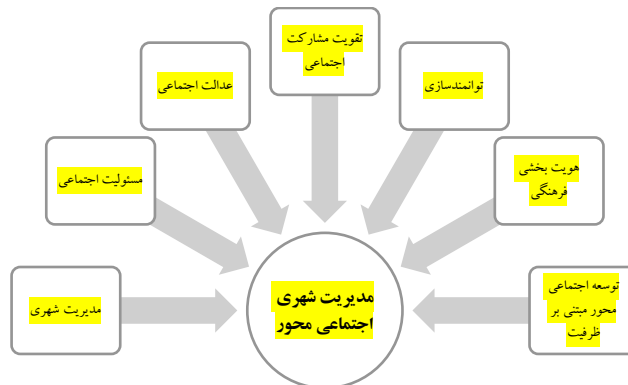 تقویت مشارکت
اجتماعی
توانمندسازی
عدالت اجتماعی
هویت بخشی
فرهنگی
مسئولیت اجتماعی
توسعه اجتماعی
محور مبتنی بر
ظرفیت
مدیریت شهری
مدیریت شهری
اجتماعی محور